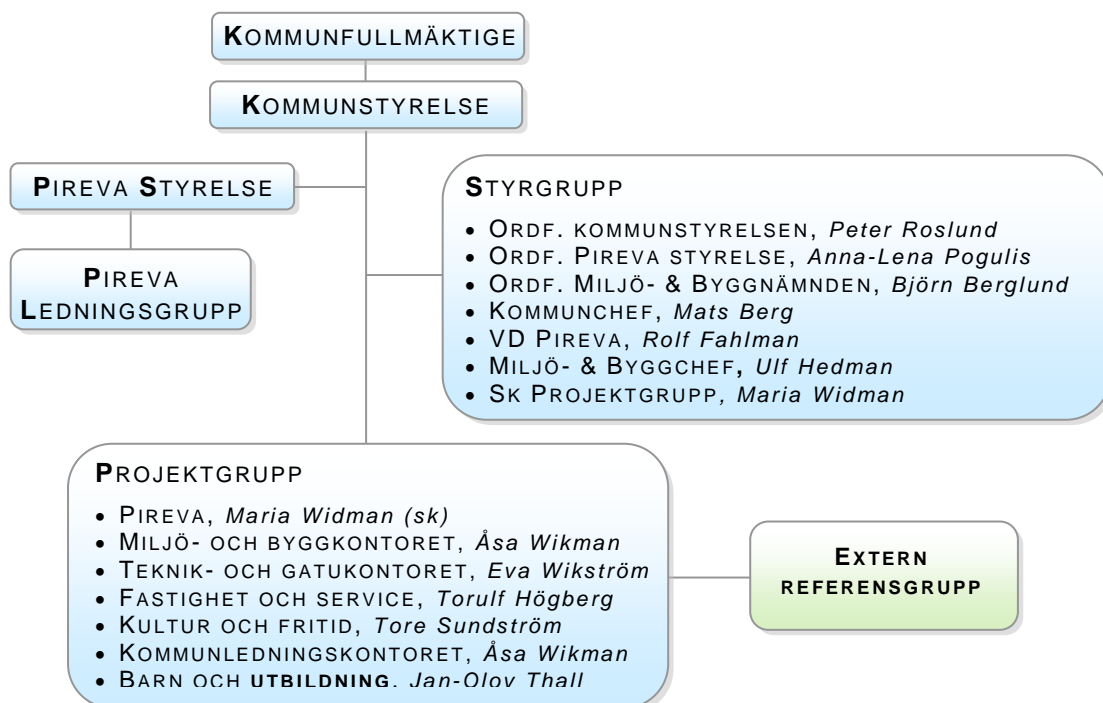 KOMMUNFULLMÄKTIGE
KOMMUNSTYRELSE
PIREVA STYRELSE
PIREVA
LEDNINGSGRUPP
STYRGRUPP
• ORDF. KOMMUNSTYRELSEN, Peter Roslund
• ORDF. PIREVA STYRELSE, Anna-Lena Pogulis
• ORDF. MILJÖ- & BYGGNÄMNDEN, Björn Berglund
• KOMMUNCHEF, Mats Berg
• VD PIREVA, Rolf Fahlman
• MILJÖ- & BYGGCHEF, Ulf Hedman
• SK PROJEKTGRUPP, Maria Widman
PROJEKTGRUPP
• PIREVA, Maria Widman (sk)
• MILJÖ- OCH BYGGKONTORET, Åsa Wikman
• TEKNIK- OCH GATUKONTORET, Eva Wikström
• FASTIGHET OCH SERVICE, Torulf Högberg
• KULTUR OCH FRITID, Tore Sundström
• KOMMUNLEDNINGSKONTORET, Åsa Wikman
• BARN OCH UTBILDNING, Jan-Olov Thall
EXTERN
REFERENSGRUPP